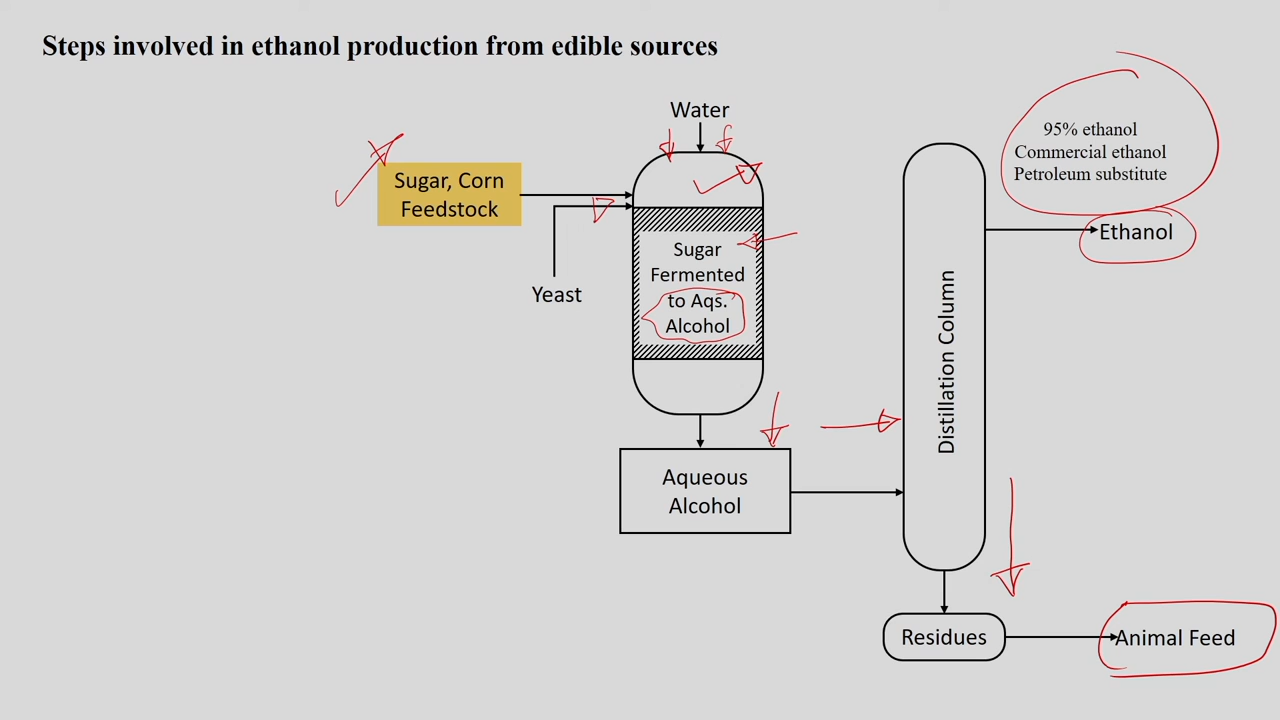 Steps involved in ethanol production from edible sources
Water
95% ethanol
Commercial ethanol
Petroleum substitute
Sugar, Corn
Feedstock
Ethanol
Yeast
Sugar
Fermented
to Aqs.
Alcohol
Distillation Column
Aqueous
Alcohol
Residues
Animal Feed